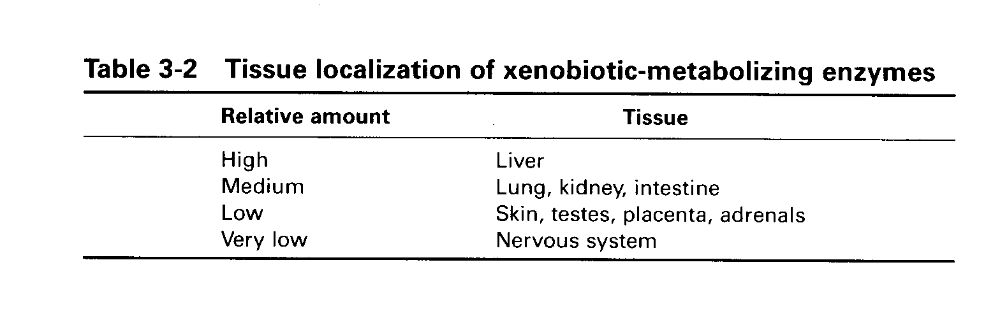 Table 3-2 Tissue localization of xenobiotic-metabolizing enzymes
Relative amount Tissue
High Liver
Medium Lung, kidney, intestine
Low Skin, testes, placenta, adrenals
Very low Nervous system